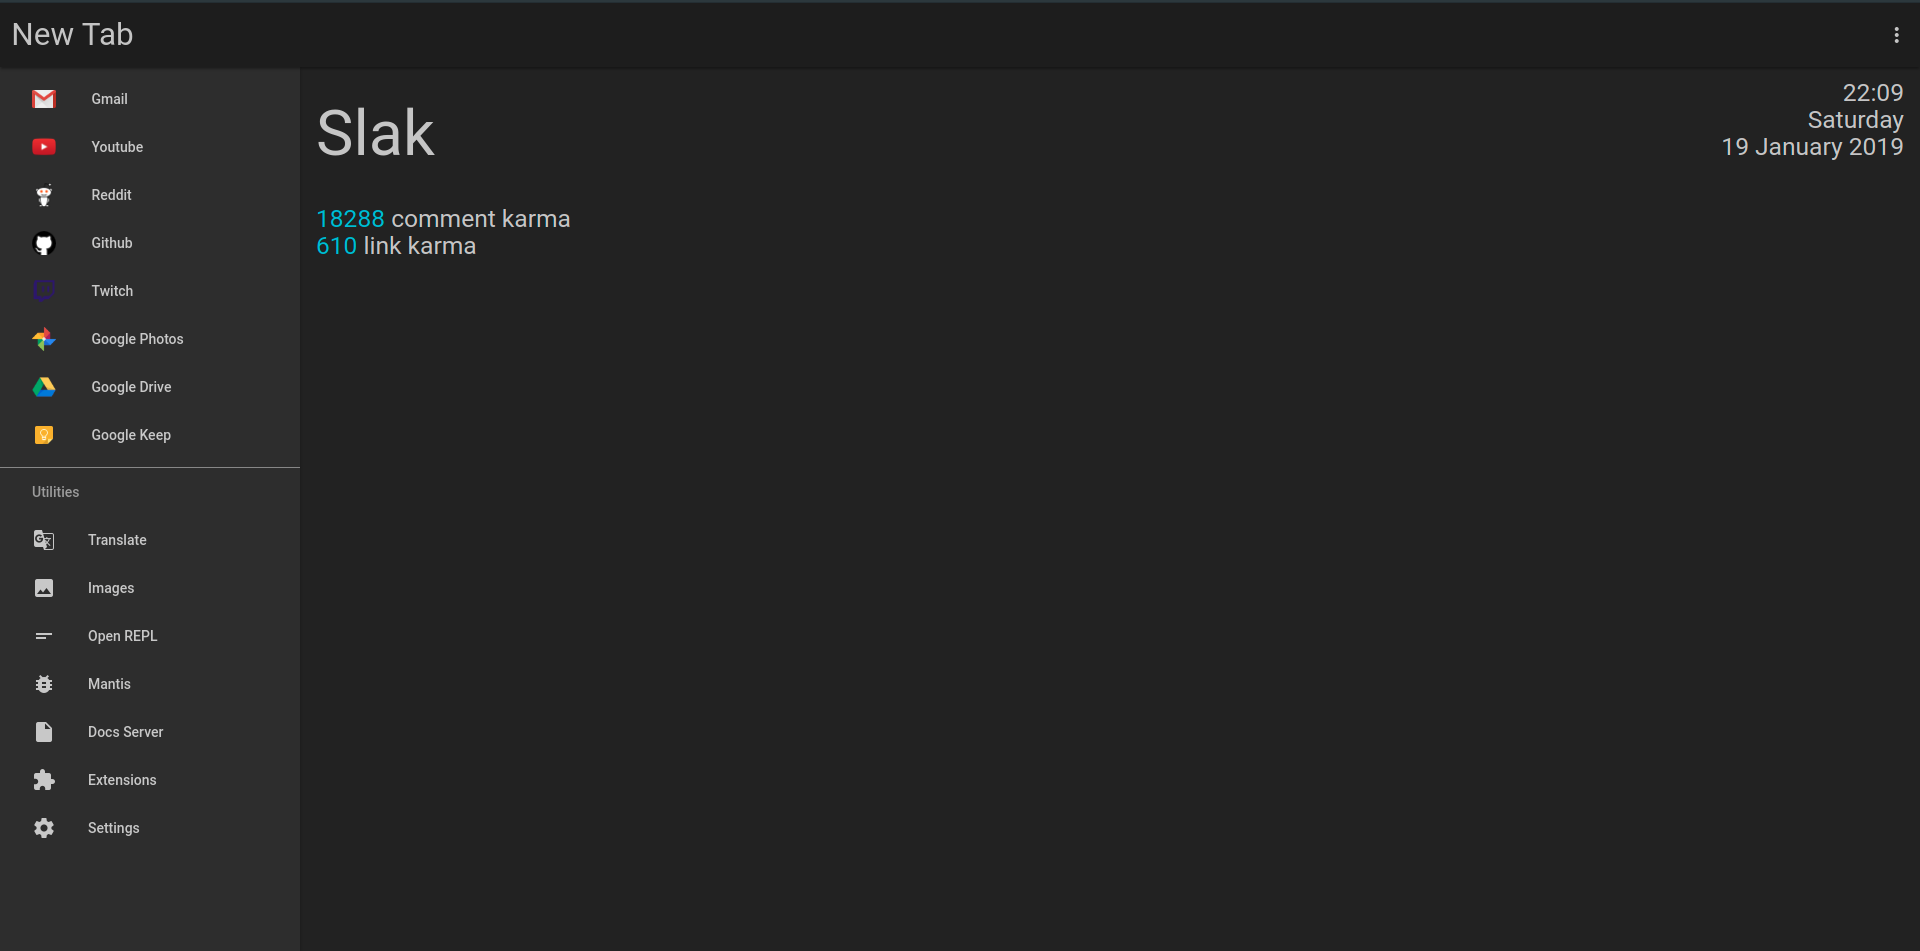 New Tab
Gmail
Youtube
Reddit
Github
Twitch
Google Photos
Google Drive
Google Keep
Utilities
Translate
Images
Open REPL
Mantis
Docs Server
Extensions
Settings
Slak
18288 comment karma
610 link karma
22:09
Saturday
19 January 2019